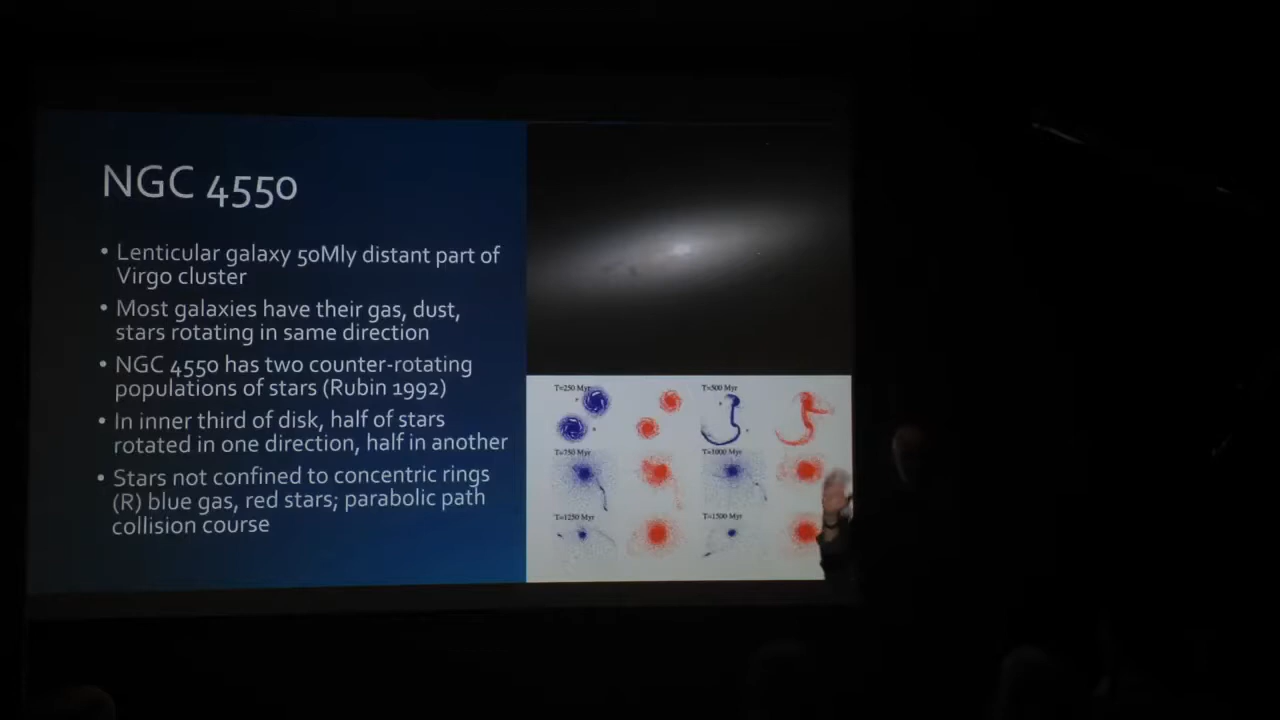 NGC 4550
• Lenticular galaxy 50Mly distant part of
Virgo cluster
• Most galaxies have their gas, dust,
stars rotating in same direction
• NGC 4550 has two counter-rotating
populations of stars (Rubin 1992)
• In inner third of disk, half of stars
rotated in one direction, half in another
• Stars not confined to concentric rings
(R) blue gas, red stars; parabolic path
collision course
T=250 Myr
T=500 Myr
T=750 Myr
T=1000 Myr
T=1250 Myr
T=1500 Myr